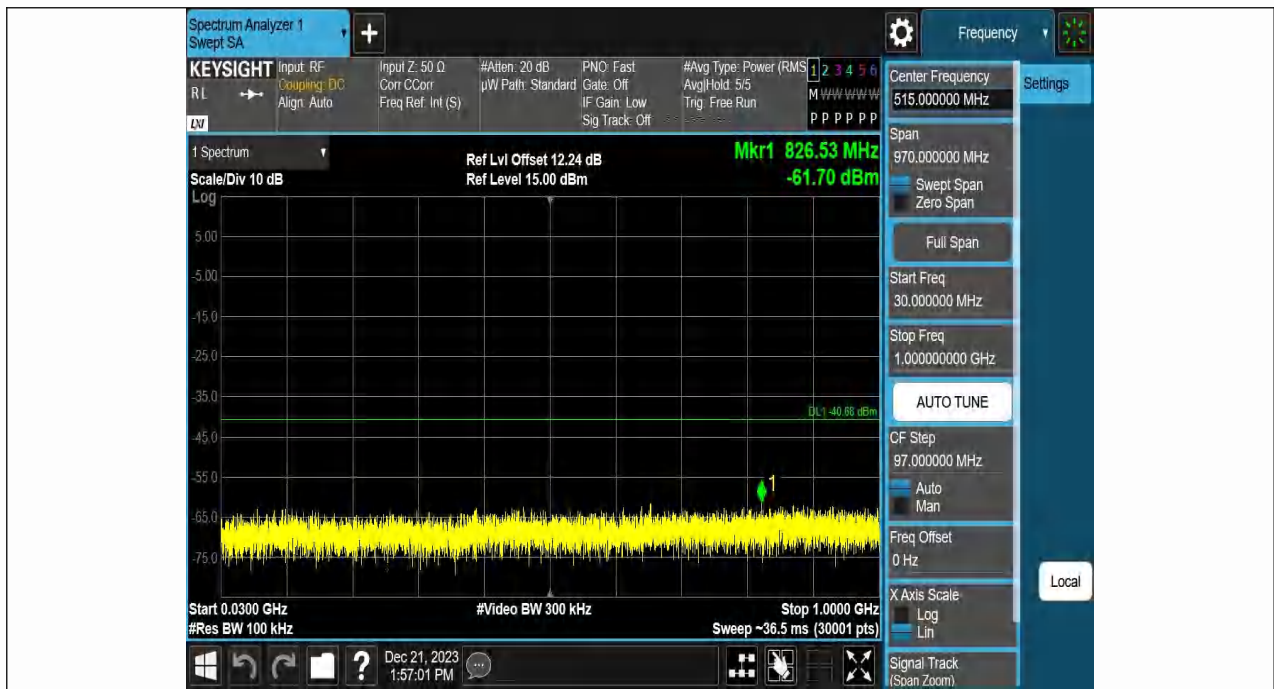 Spectrum Analyzer 1
Swept SA
+
Frequency
KEYSIGHT
RL
LXI
Input: RF
Coupling: DC
Align: Auto
Input Z: 50 Ω
Corr CCorr
Freq Ref: Int (S)
#Atten: 20 dB
µW Path: Standard
PNO: Fast
Gate: Off
IF Gain: Low
Sig Track: Off
#Avg Type: Power (RMS
Avg|Hold: 5/5
Trig: Free Run
1 2 3 4 5 6
M W W W W W
P P P P P P
Center Frequency
515.000000 MHz
Settings
1 Spectrum
Scale/Div 10 dB
Ref Lvl Offset 12.24 dB
Ref Level 15.00 dBm
Mkr1 826.53 MHz
-61.70 dBm
Span
970.000000 MHz
Swept Span
Zero Span
Full Span
Start Freq
30.000000 MHz
Stop Freq
1.000000000 GHz
AUTO TUNE
CF Step
97.000000 MHz
Auto
Man
Freq Offset
0 Hz
X Axis Scale
Log
Lin
Signal Track
(Span Zoom)
Local
Log
5.00
-5.00
-15.0
-25.0
-35.0
-45.0
-55.0
-65.0
-75.0
DL1 -40.68 dBm
1
Start 0.0300 GHz
#Video BW 300 kHz
Stop 1.0000 GHz
#Res BW 100 kHz
Sweep ~36.5 ms (30001 pts)
?
Dec 21, 2023
1:57:01 PM